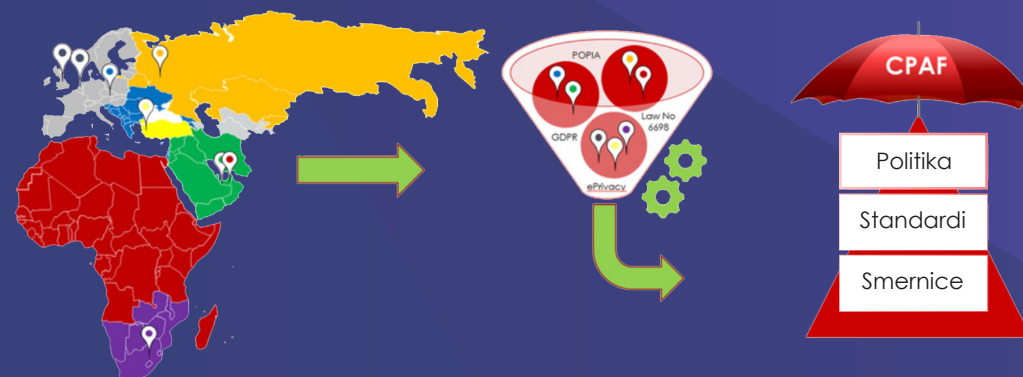 POPIA
Law No
6698
GDPR
ePrivacy
CPAF
Politika
Standardi
Smernice